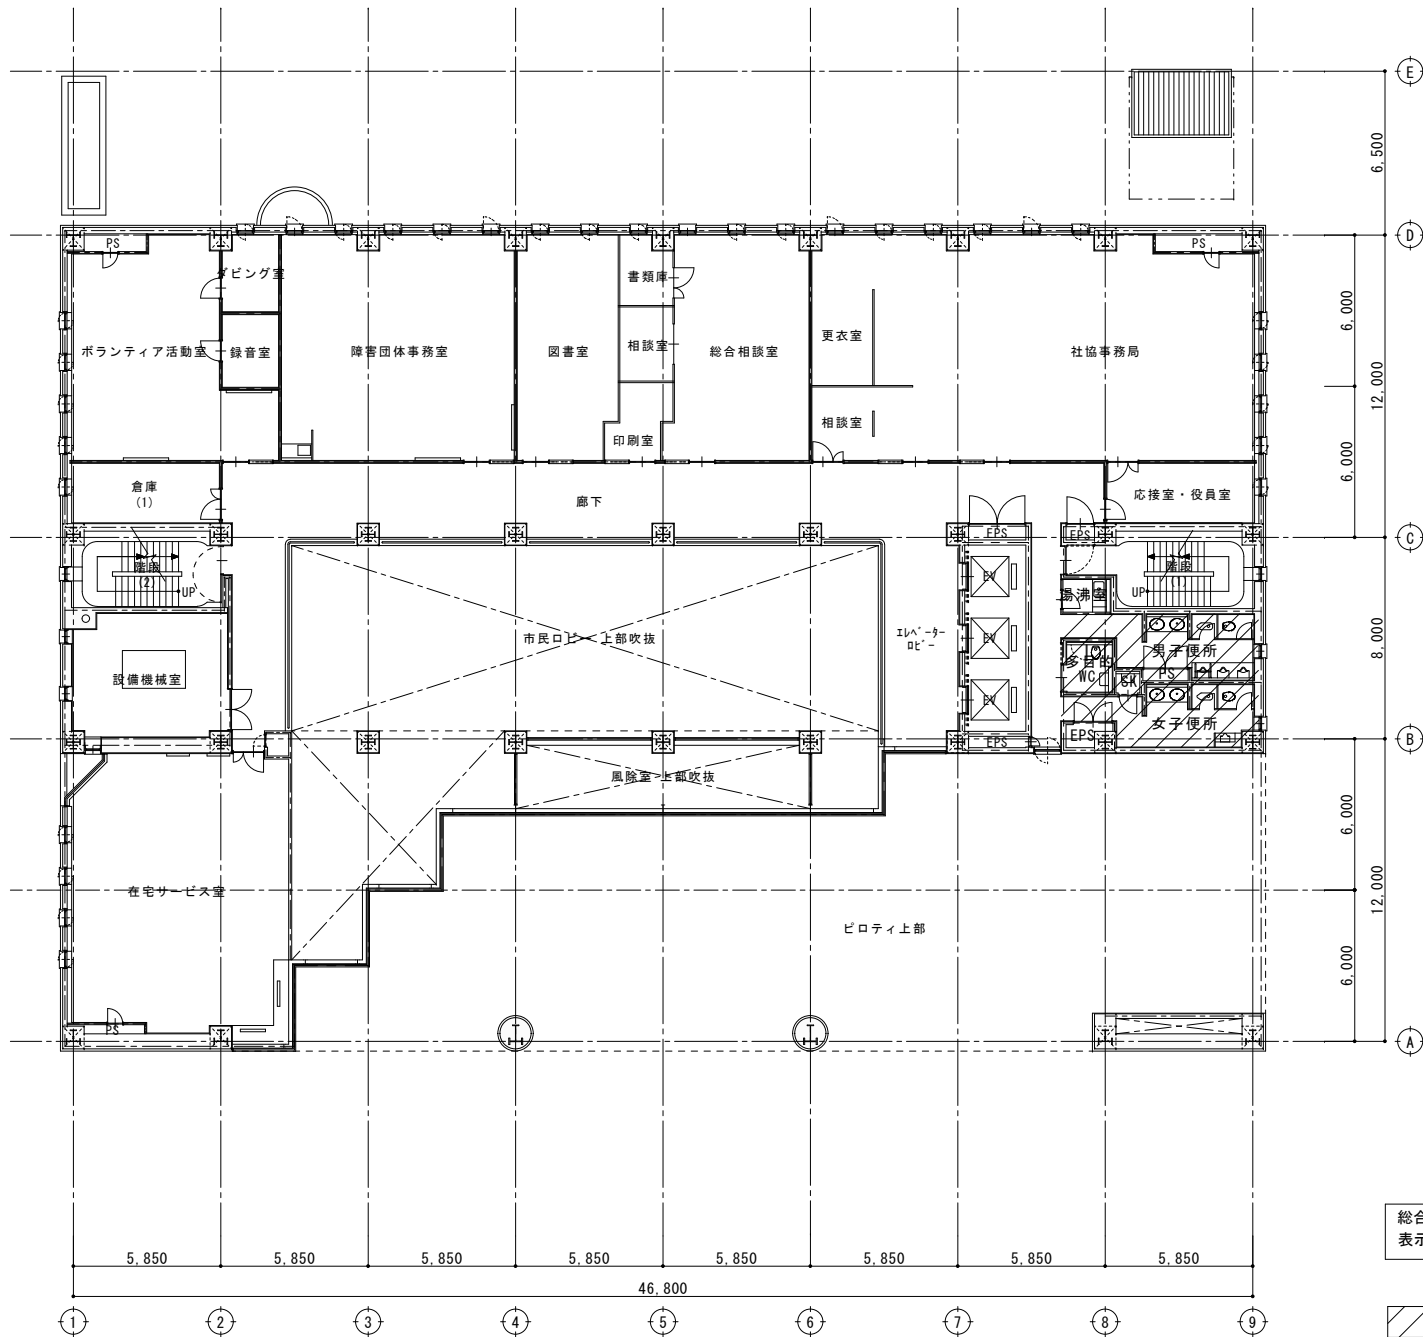 E
6,500
D
PS
PS
ダビング室
書類庫
6,000
更衣室
ボランティア活動室
録音室
障害団体事務室
図書室
相談室
総合相談室
社協事務局
12,000
相談室
印刷室
6,000
倉庫
(1)
廊下
応接室・役員室
EPS
EPS
C
階段
(2)
UP
EV
階段
(1)
UP
湯沸室
市民ロビー 上部吹抜
エレベーター
ロビー
EV
男子便所
8,000
多目的
WC
PS
SK
設備機械室
EV
女子便所
EPS
EPS
B
風除室 上部吹抜
6,000
在宅サービス室
12,000
ピロティ上部
6,000
PS
A
総合
表示
5,850
5,850
5,850
5,850
5,850
5,850
5,850
5,850
46,800
1
2
3
4
5
6
7
8
9